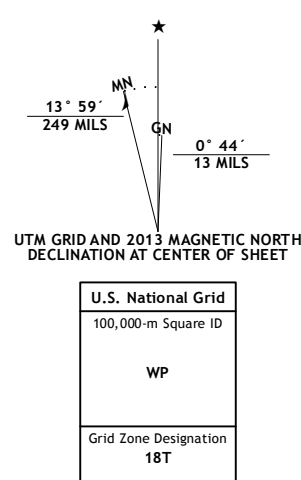 ★
MN
13° 59´
249 MILS
GN
0° 44´
13 MILS
UTM GRID AND 2013 MAGNETIC NORTH
DECLINATION AT CENTER OF SHEET
U.S. National Grid
100,000-m Square ID
WP
Grid Zone Designation
18T